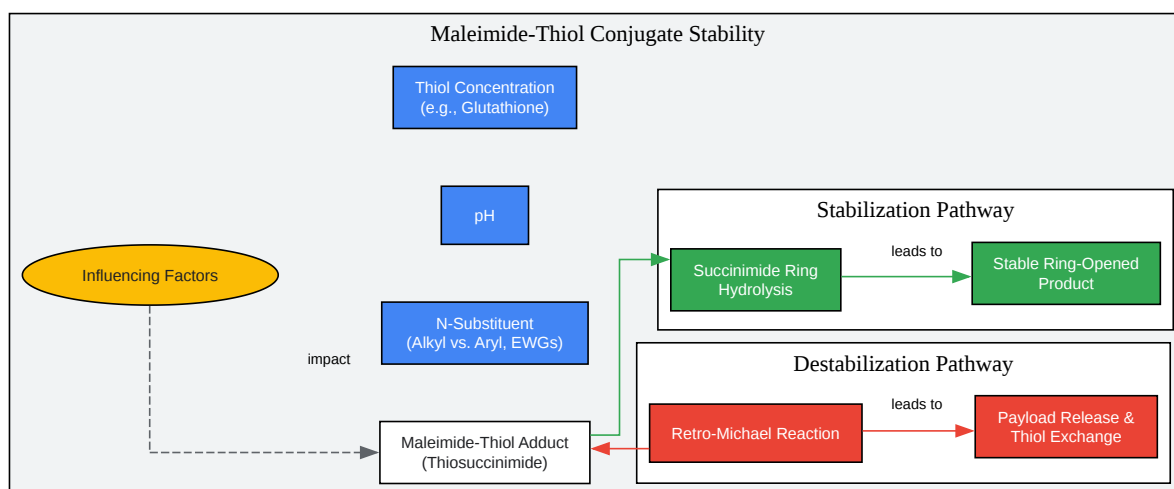 Maleimide-Thiol Conjugate Stability
Thiol Concentration
(e.g., Glutathione)
pH
Influencing Factors
N-Substituent
(Alkyl vs. Aryl, EWGs)
impact
Maleimide-Thiol Adduct
(Thiosuccinimide)
Stabilization Pathway
Succinimide Ring
Hydrolysis
leads to
Stable Ring-Opened
Product
Destabilization Pathway
Retro-Michael Reaction
leads to
Payload Release &
Thiol Exchange